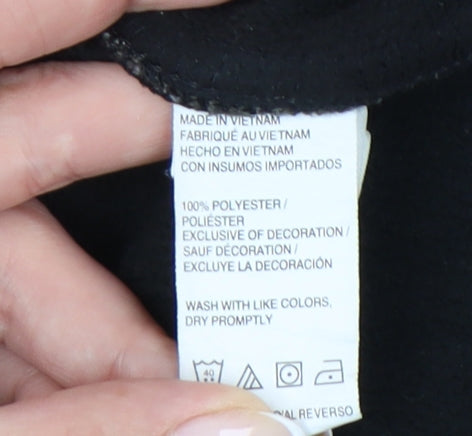 MADE IN VIETNAM
FABRIQUÉ AU VIETNAM
HECHO EN VIETNAM
CON INSUMOS IMPORTADOS
100% POLYESTER /
POLIÉSTER
EXCLUSIVE OF DECORATION /
SAUF DÉCORATION /
EXCLUYE LA DECORACIÓN
WASH WITH LIKE COLORS,
DRY PROMPTLY
40
AL REVERSO